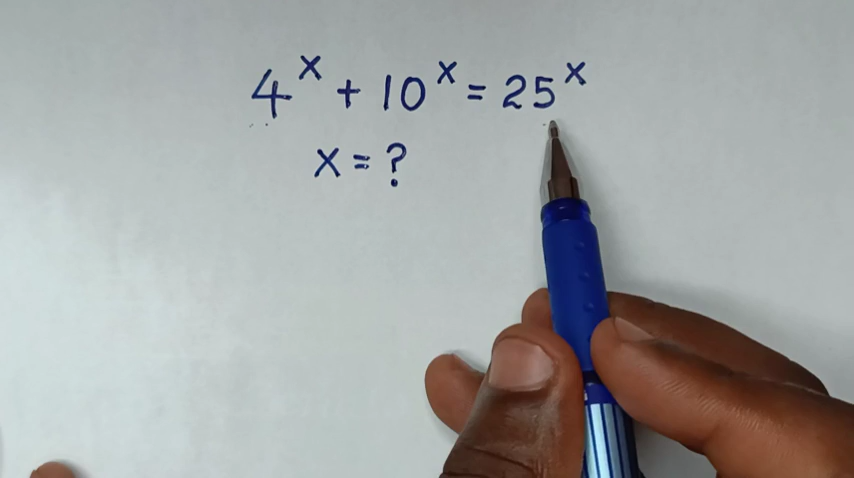 4^x + 10^x = 25^x
x = ?